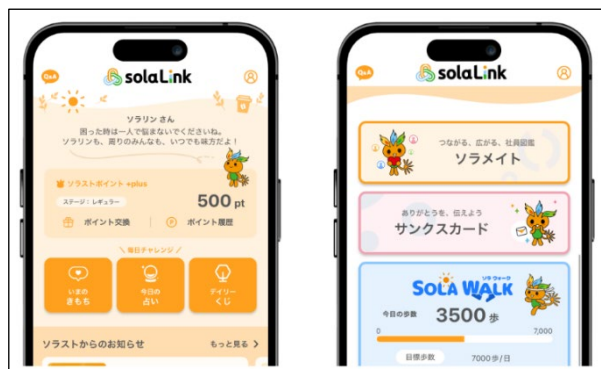 Q&A
solaLink
ソラリン さん
困った時は一人で悩まないでくださいね。
ソラリンも、周りのみんなも、いつでも味方だよ！
ソラストポイント +plus
ステージ：レギュラー
500 pt
ポイント交換
ポイント履歴
＼ 毎日チャレンジ ／
いまの
きもち
今日の
占い
デイリー
くじ
ソラストからのお知らせ
もっと見る
Q&A
solaLink
つながる、広がる、社員図鑑
ソラメイト
ありがとうを、伝えよう
サンクスカード
ソラ ウォーク
SOLA WALK
今日の歩数
3500 歩
0
7,000
目標歩数
7000歩/日